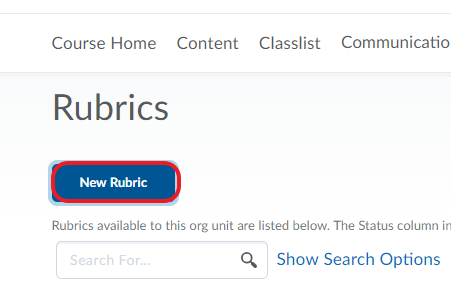 Course Home Content Classlist Communicatio
Rubrics
New Rubric
Rubrics available to this org unit are listed below. The Status column in
Search For... Show Search Options